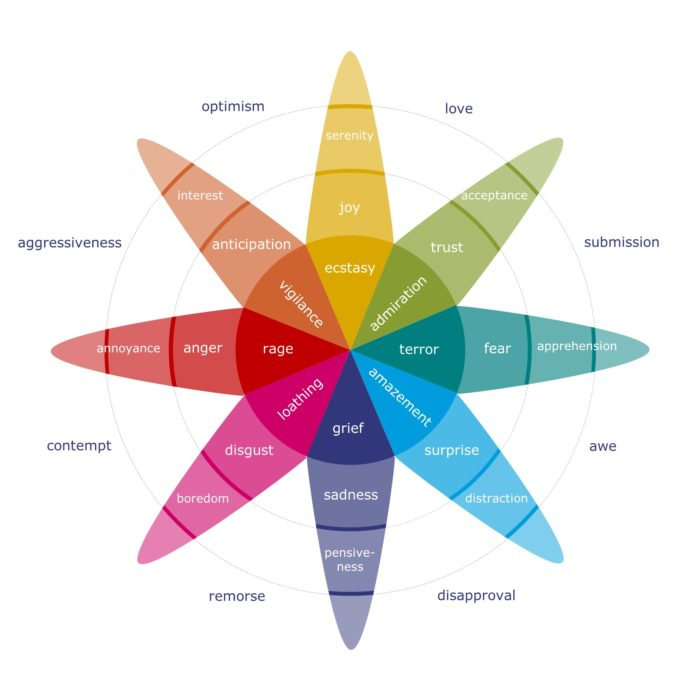 optimism
love
serenity
interest
acceptance
joy
aggressiveness
anticipation
trust
submission
ecstasy
vigilance
admiration
annoyance
anger
rage
terror
fear
apprehension
loathing
amazement
grief
contempt
disgust
surprise
awe
boredom
sadness
distraction
pensive-
ness
remorse
disapproval